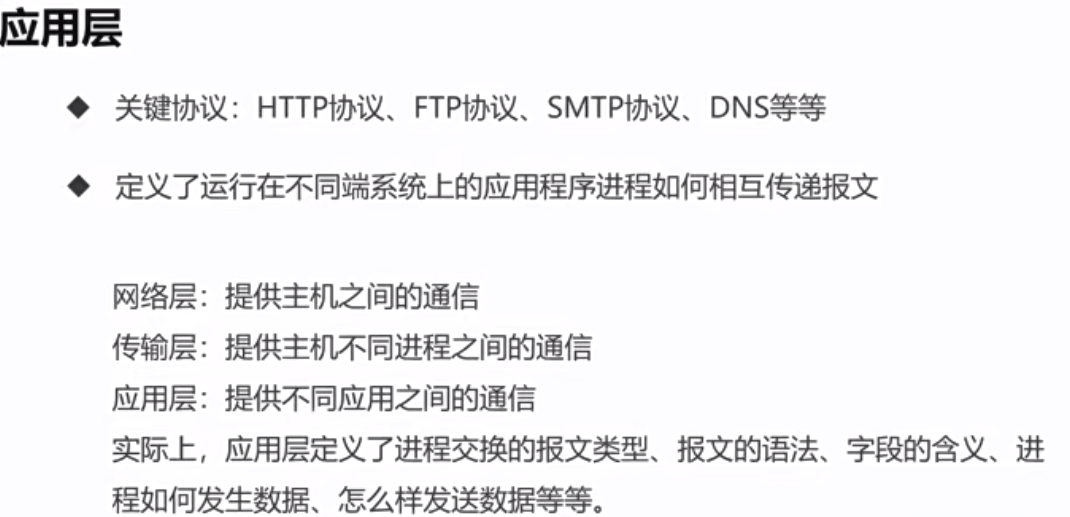 应用层
◆ 关键协议：HTTP协议、FTP协议、SMTP协议、DNS等等
◆ 定义了运行在不同端系统上的应用程序进程如何相互传递报文
网络层：提供主机之间的通信
传输层：提供主机不同进程之间的通信
应用层：提供不同应用之间的通信
实际上，应用层定义了进程交换的报文类型、报文的语法、字段的含义、进
程如何发生数据、怎么样发送数据等等。